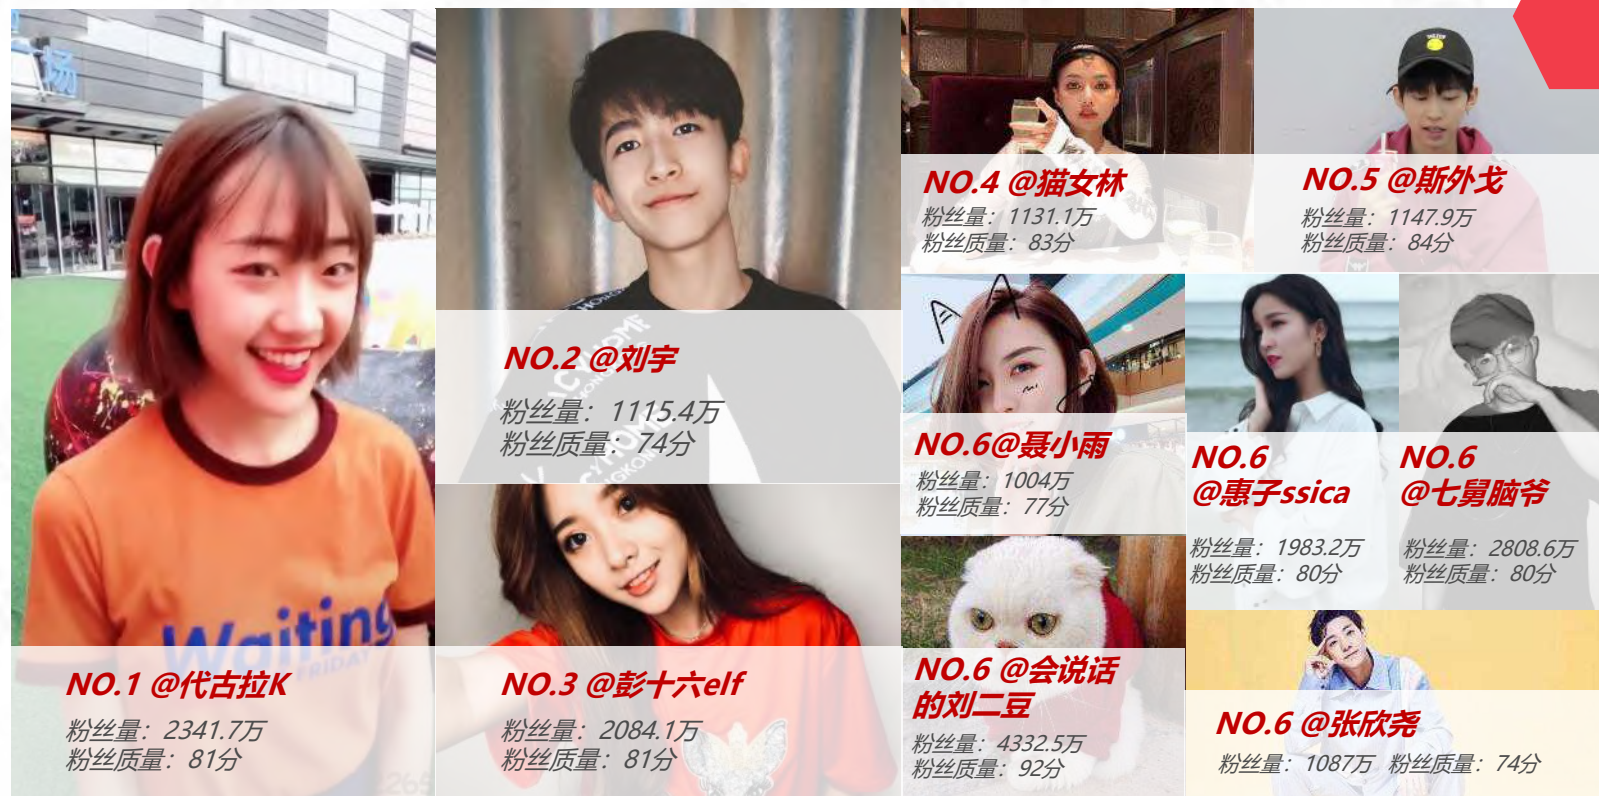 场
Waiting
FRIDAY
NO.1 @代古拉K
粉丝量：2341.7万
粉丝质量：81分
NO.2 @刘宇
粉丝量：1115.4万
粉丝质量：74分
NO.3 @彭十六elf
粉丝量：2084.1万
粉丝质量：81分
NO.4 @猫女林
粉丝量：1131.1万
粉丝质量：83分
NO.5 @斯外戈
粉丝量：1147.9万
粉丝质量：84分
NO.6@聂小雨
粉丝量：1004万
粉丝质量：77分
NO.6
@惠子ssica
粉丝量：1983.2万
粉丝质量：80分
NO.6
@七舅脑爷
粉丝量：2808.6万
粉丝质量：80分
NO.6 @会说话
的刘二豆
粉丝量：4332.5万
粉丝质量：92分
NO.6 @张欣尧
粉丝量：1087万 粉丝质量：74分